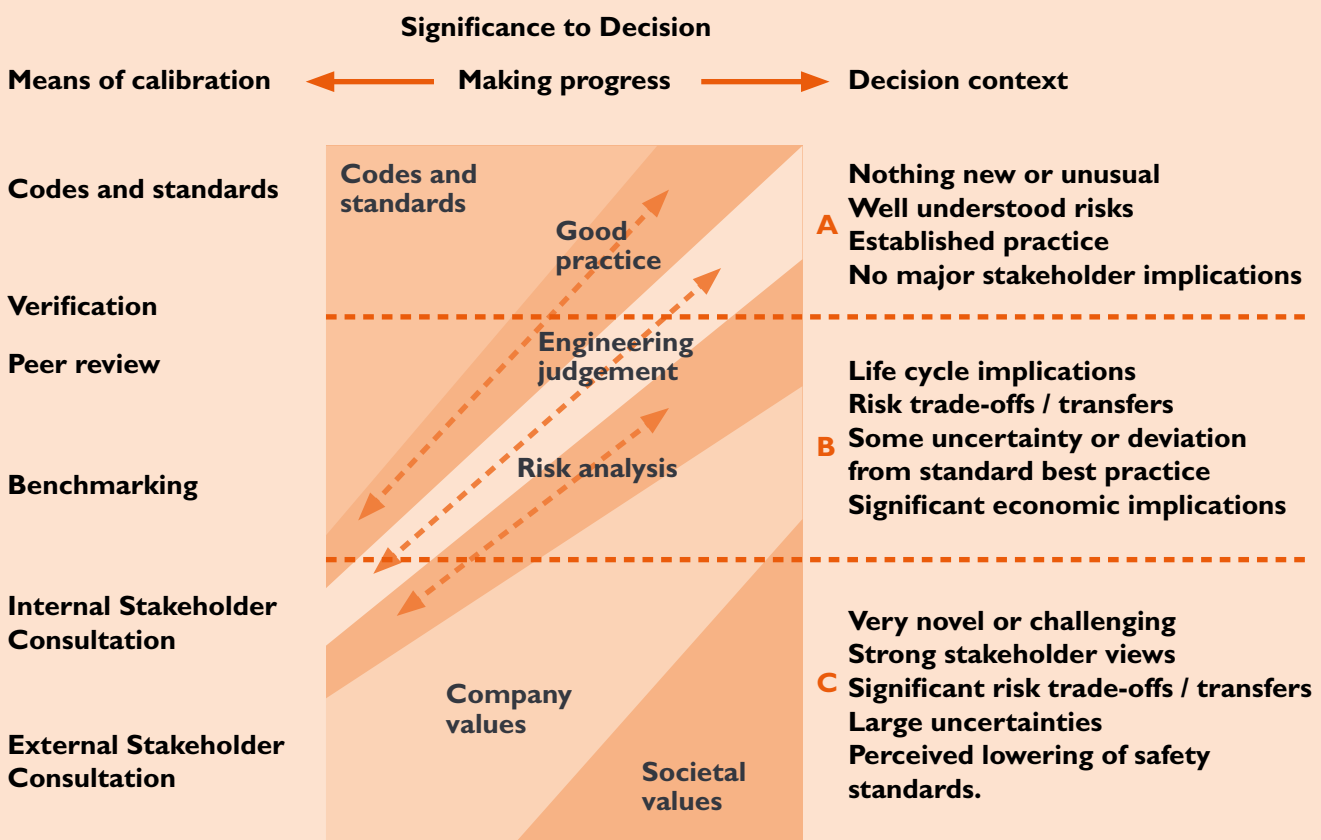 Significance to Decision
Means of calibration
Making progress
Decision context
Codes and standards
Verification
Peer review
Benchmarking
Internal Stakeholder
Consultation
External Stakeholder
Consultation
Codes and
standards
Good
practice
Engineering
judgement
Risk analysis
Company
values
Societal
values
A
Nothing new or unusual
Well understood risks
Established practice
No major stakeholder implications
B
Life cycle implications
Risk trade-offs / transfers
Some uncertainty or deviation
from standard best practice
Significant economic implications
C
Very novel or challenging
Strong stakeholder views
Significant risk trade-offs / transfers
Large uncertainties
Perceived lowering of safety
standards.